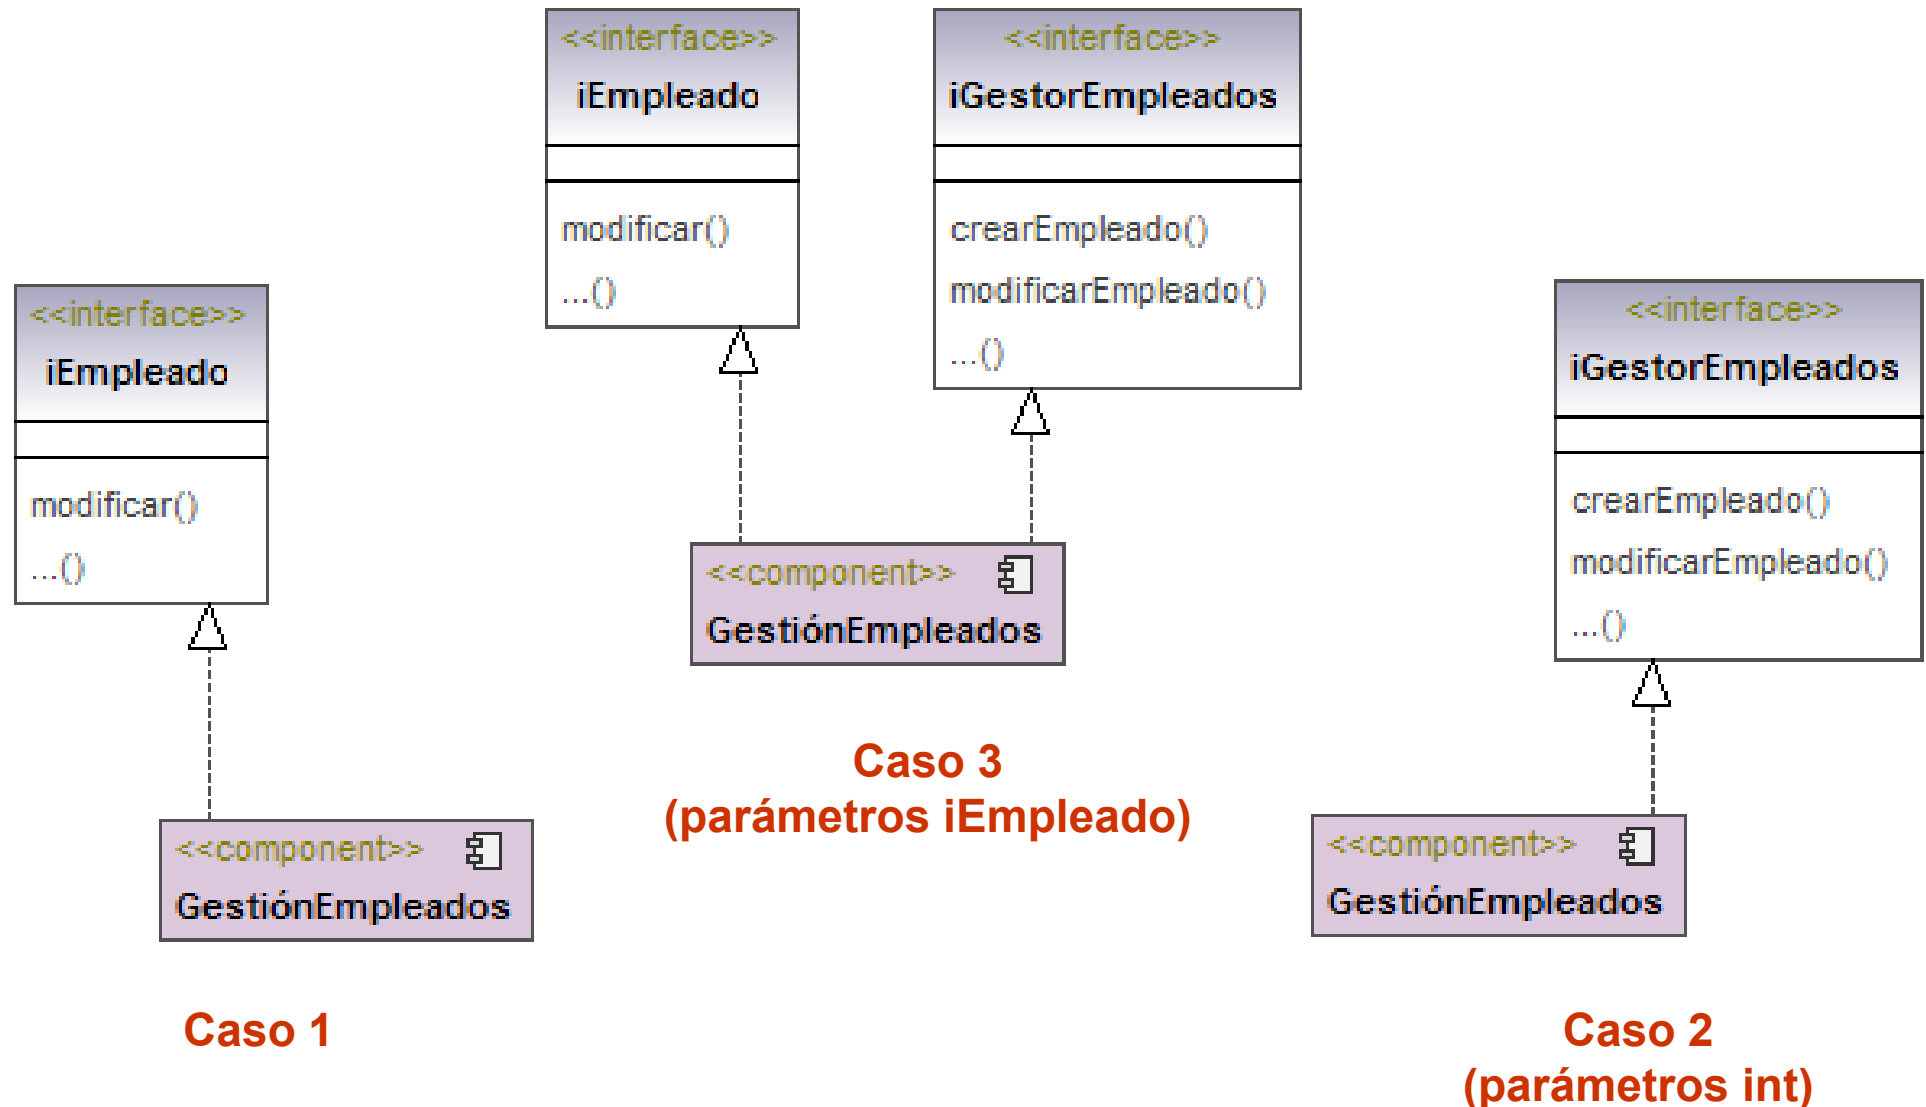 <<interface>>
iEmpleado
modificar()
...()
<<component>>
GestiónEmpleados
Caso 1
<<interface>>
iEmpleado
modificar()
...()
<<interface>>
iGestorEmpleados
crearEmpleado()
modificarEmpleado()
...()
<<component>>
GestiónEmpleados
Caso 3
(parámetros iEmpleado)
<<interface>>
iGestorEmpleados
crearEmpleado()
modificarEmpleado()
...()
<<component>>
GestiónEmpleados
Caso 2
(parámetros int)